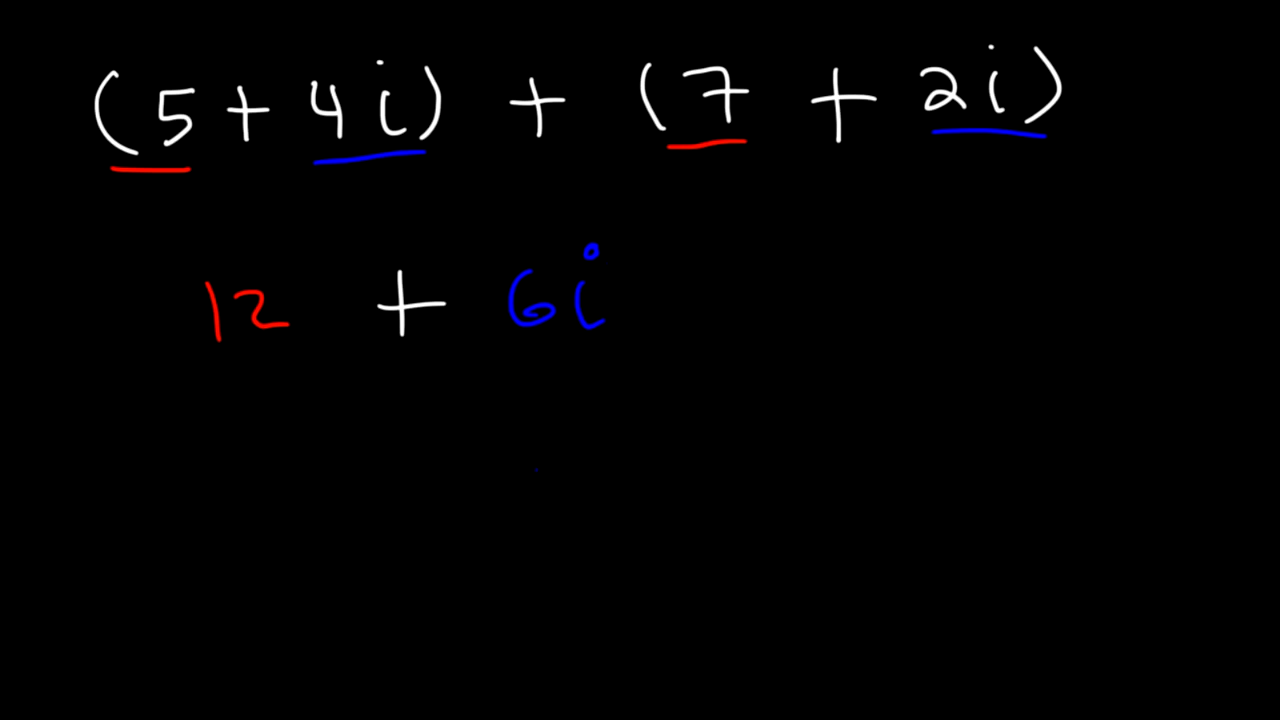 (5 + 4i) + (7 + 2i)
12 + 6i